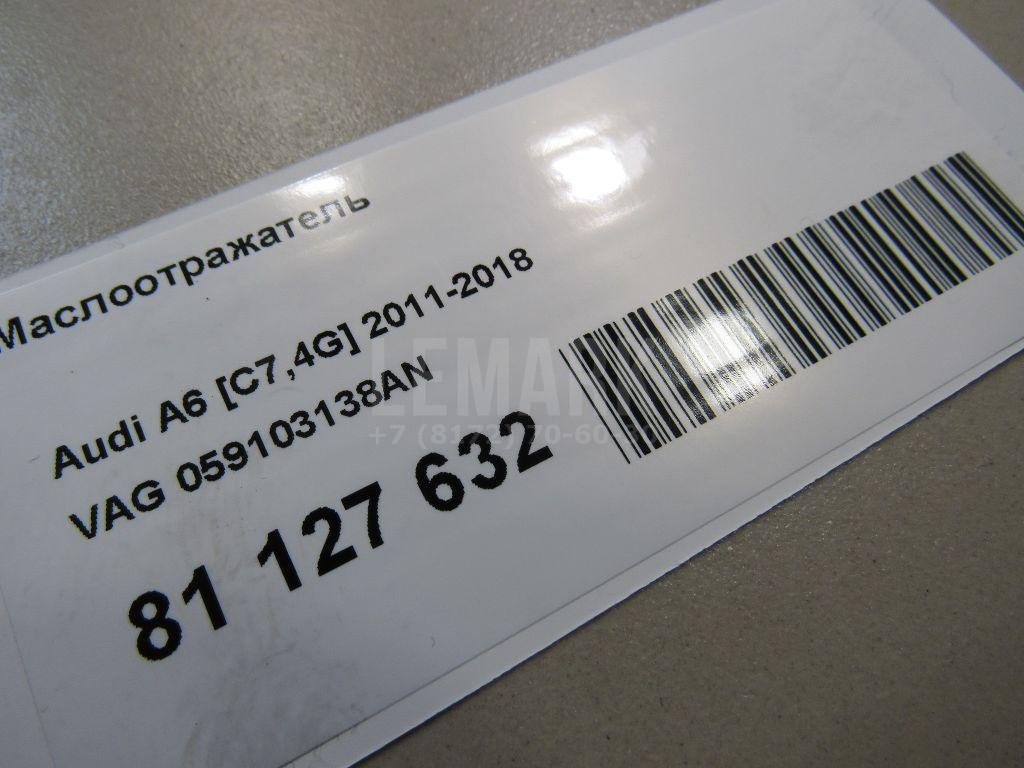 Маслоотражатель
Audi A6 [C7,4G] 2011-2018
VAG 059103138AN
81 127 632